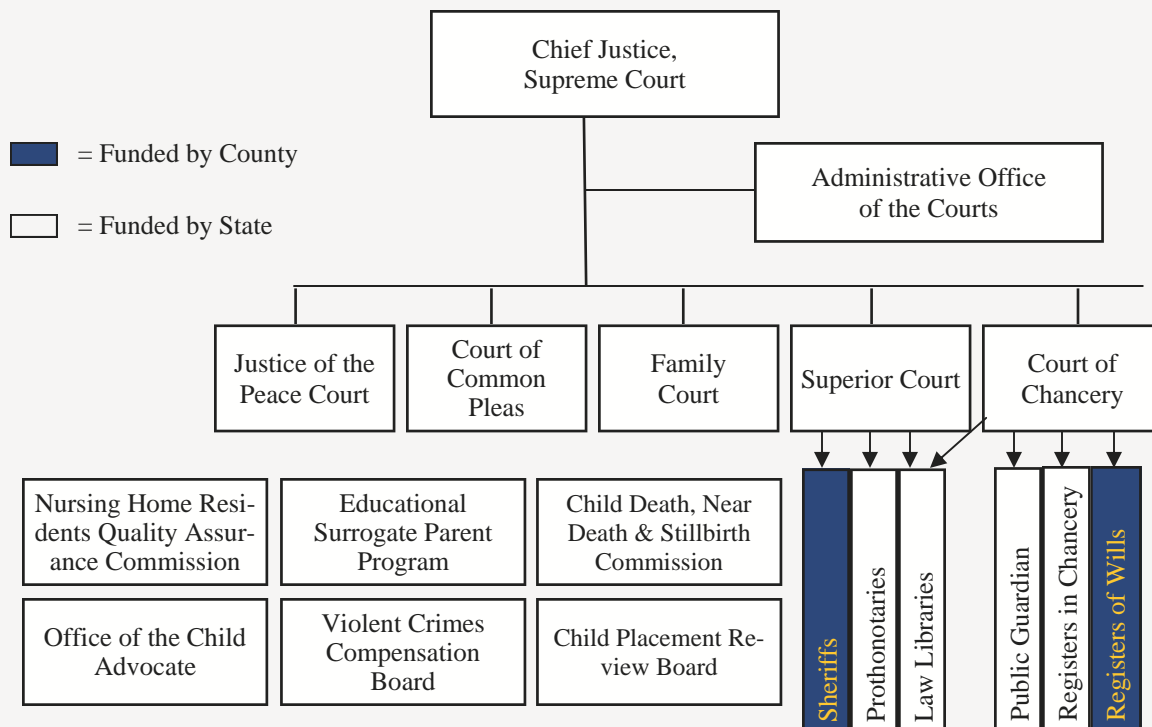 Chief Justice,
Supreme Court
= Funded by County
= Funded by State
Administrative Office
of the Courts
Justice of the
Peace Court
Court of
Common
Pleas
Family
Court
Superior Court
Court of
Chancery
Nursing Home Resi-
dents Quality Assur-
ance Commission
Educational
Surrogate Parent
Program
Child Death, Near
Death & Stillbirth
Commission
Office of the Child
Advocate
Violent Crimes
Compensation
Board
Child Placement Re-
view Board
Sheriffs
Prothonotaries
Law Libraries
Public Guardian
Registers in Chancery
Registers of Wills